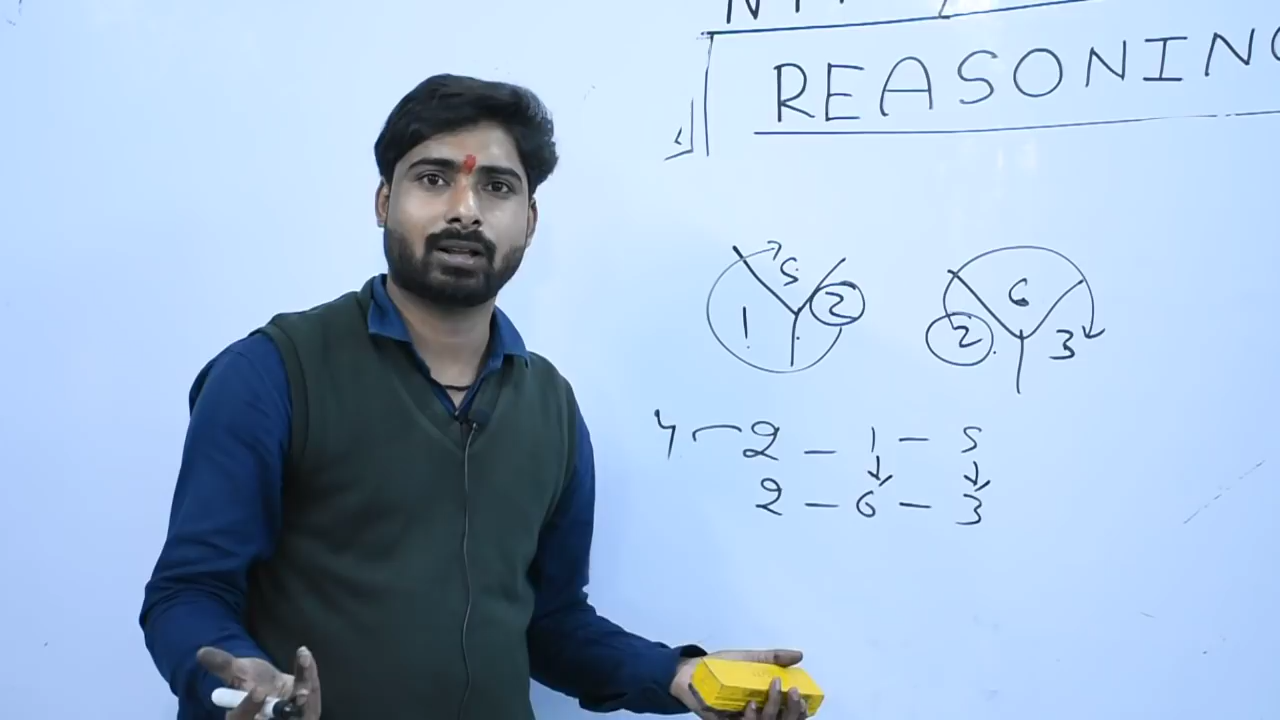 REASONING
5 1 2
6 2 3
4 2 - 1 - 5
2 - 6 - 3